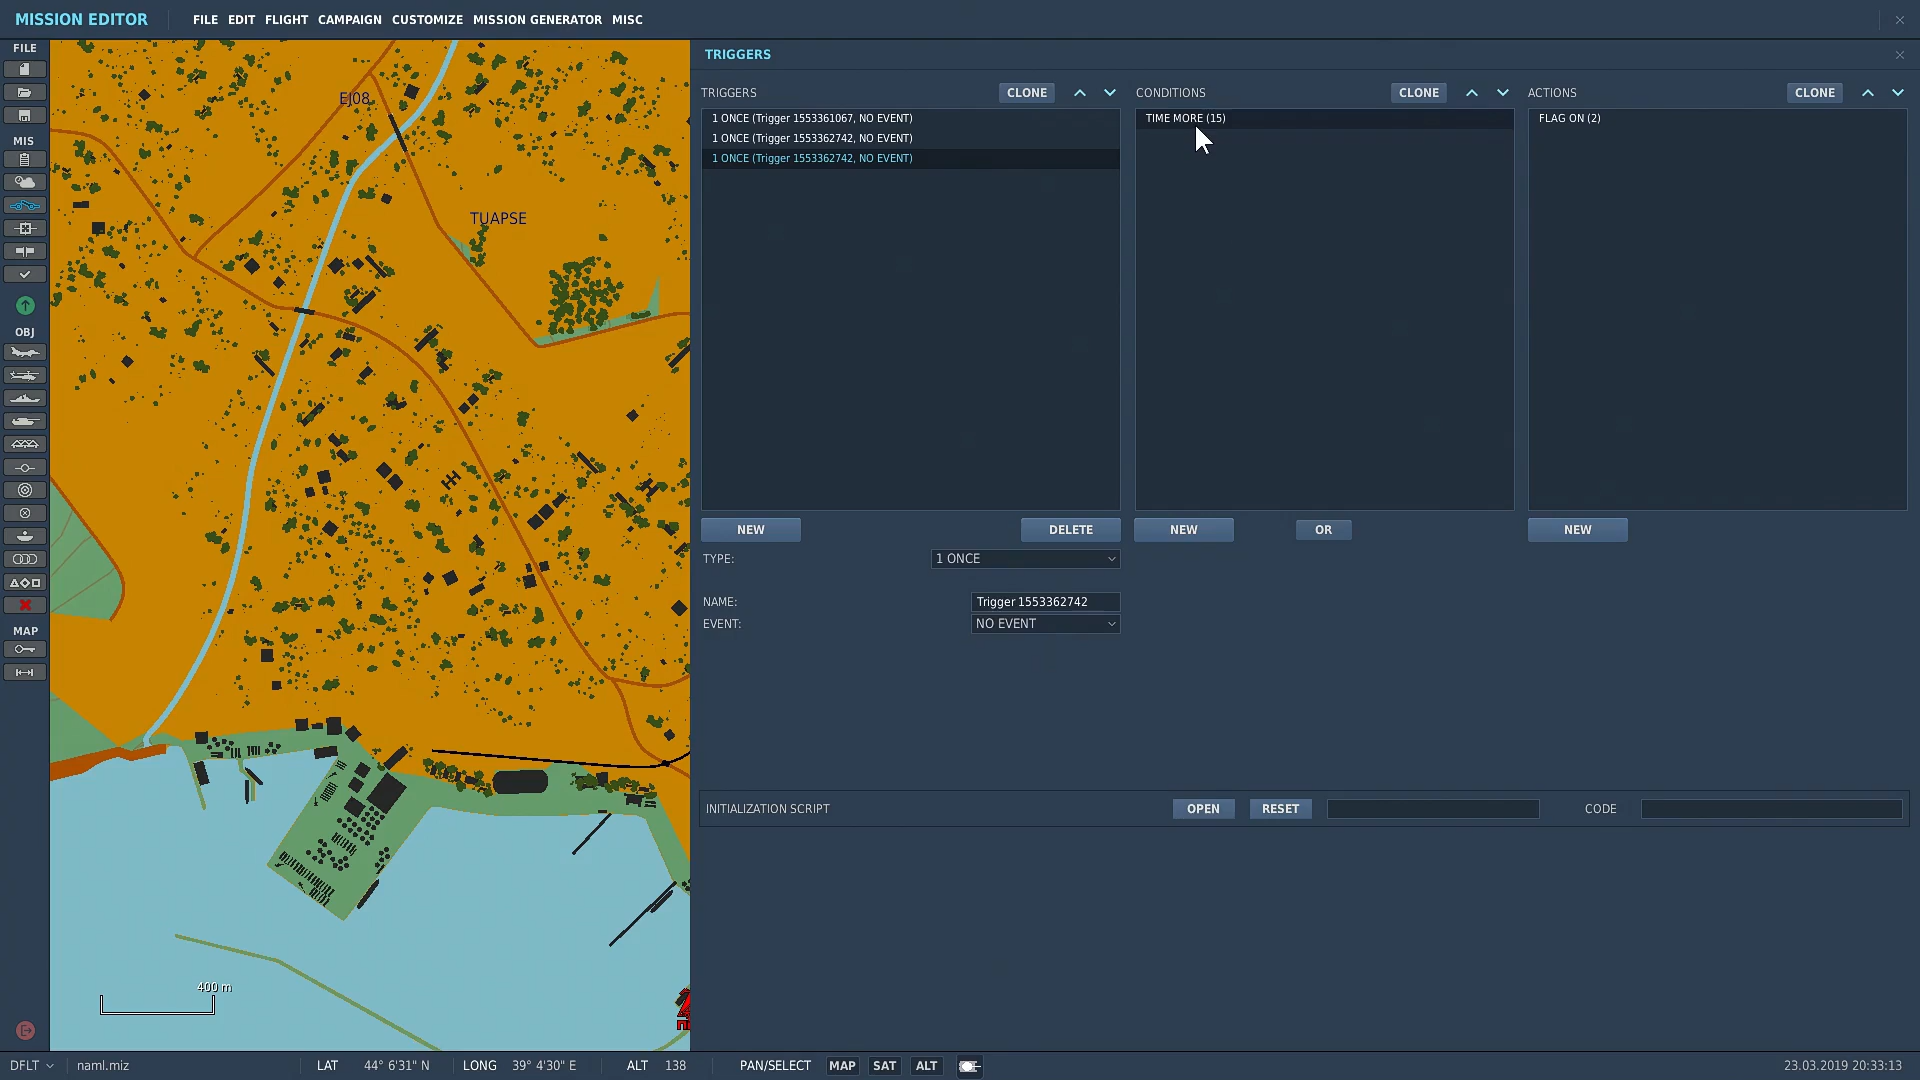 MISSION EDITOR FILE EDIT FLIGHT CAMPAIGN CUSTOMIZE MISSION GENERATOR MISC
FILE
MIS
OBJ
MAP
EJ08
TUAPSE
400 m
TRIGGERS
TRIGGERS CLONE CONDITIONS CLONE ACTIONS CLONE
1 ONCE (Trigger 1553361067, NO EVENT) TIME MORE (15) FLAG ON (2)
1 ONCE (Trigger 1553362742, NO EVENT)
1 ONCE (Trigger 1553362742, NO EVENT)
NEW DELETE NEW OR NEW
TYPE: 1 ONCE
NAME: Trigger 1553362742
EVENT: NO EVENT
INITIALIZATION SCRIPT OPEN RESET CODE
DFLT naml.miz LAT 44° 6'31" N LONG 39° 4'30" E ALT 138 PAN/SELECT MAP SAT ALT 23.03.2019 20:33:13